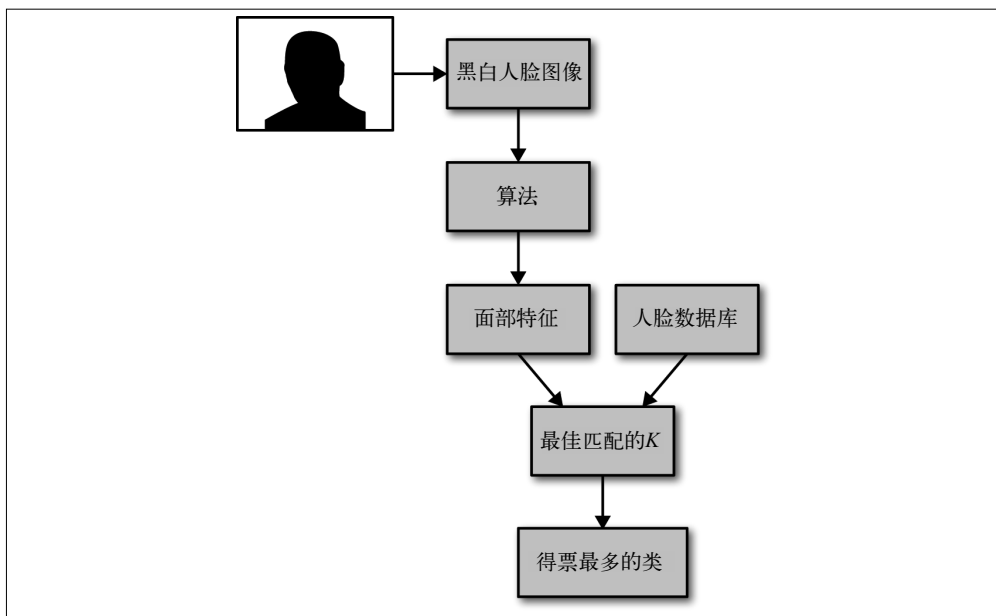 黑白人脸图像
算法
面部特征
人脸数据库
最佳匹配的K
得票最多的类